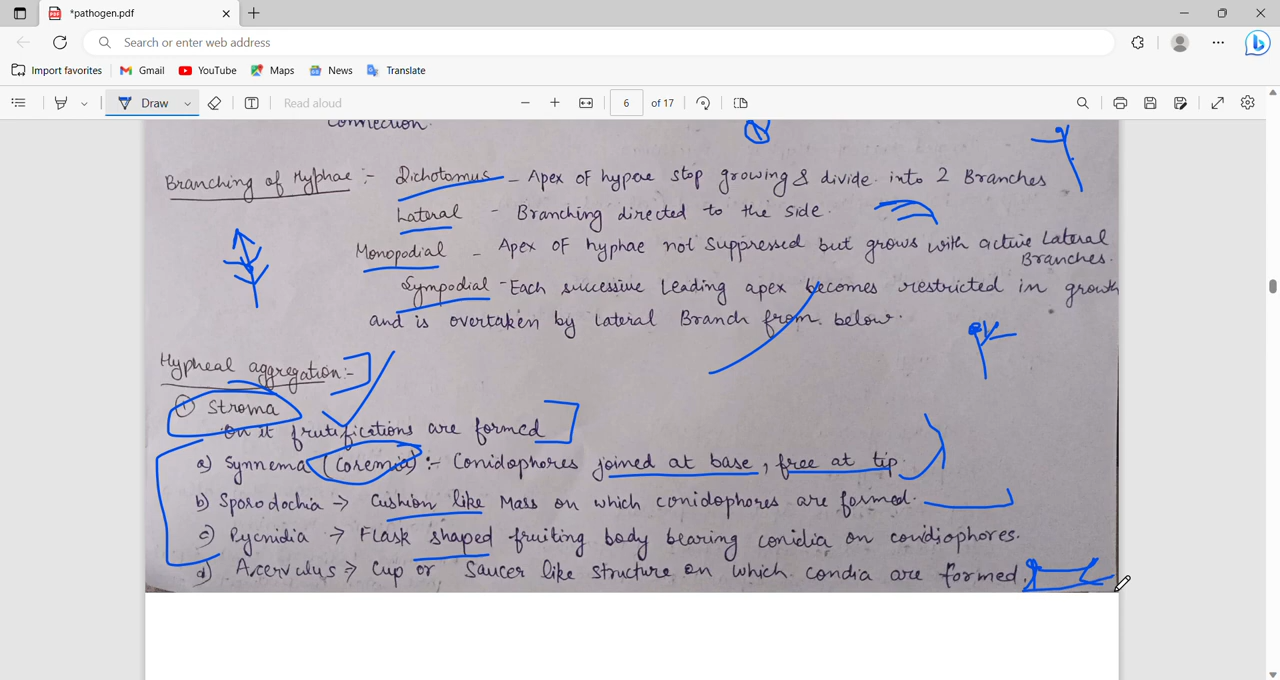 *pathogen.pdf
Search or enter web address
Import favorites Gmail YouTube Maps News Translate
Draw Read aloud 6 of 17
connection.
Branching of Hyphae :- Dichotomus - Apex of hypere stop growing & divide into 2 Branches
Lateral - Branching directed to the side.
Monopodial - Apex of hyphae not suppressed but grows with active Lateral
Branches.
Sympodial - Each successive leading apex becomes restricted in growth
and is overtaken by lateral Branch from below.
Hypheal aggregation:-
① Stroma
On it frutifications are formed
a) Synnema (Coremia) :- Conidophores joined at base, free at tip.
b) Sporodochia → Cushion like Mass on which conidophores are formed.
c) Pycnidia → Flask shaped fruiting body bearing conidia on conidiophores.
d) Acervulus → Cup or Saucer like structure on which condia are formed.